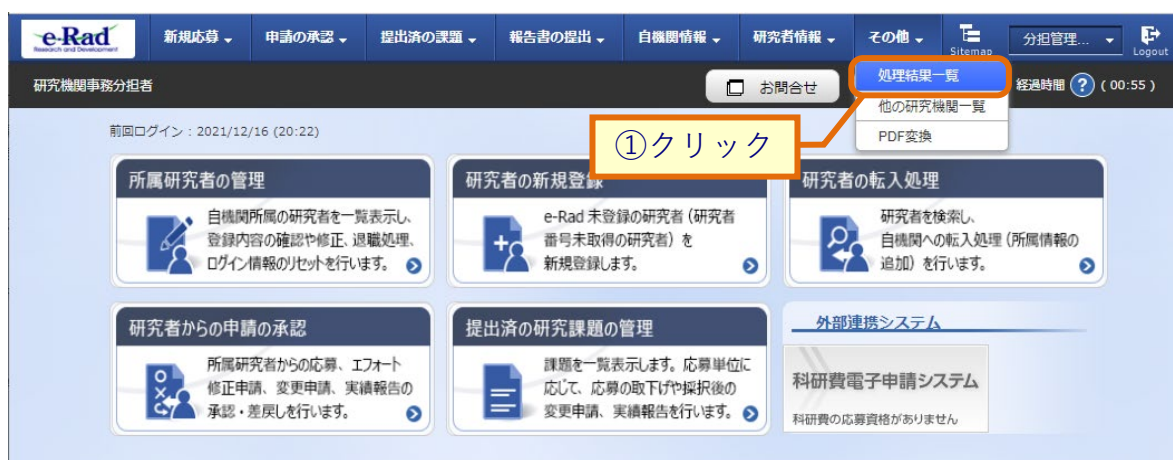 e-Rad
Research and Development
新規応募
申請の承認
提出済の課題
報告書の提出
自機関情報
研究者情報
その他
Sitemap
分担管理...
Logout
研究機関事務分担者
お問合せ
処理結果一覧
他の研究機関一覧
PDF変換
経過時間 ? ( 00:55 )
前回ログイン : 2021/12/16 (20:22)
①クリック
所属研究者の管理
自機関所属の研究者を一覧表示し、
登録内容の確認や修正、退職処理、
ログイン情報のリセットを行います。
研究者の新規登録
e-Rad 未登録の研究者（研究者
番号未取得の研究者）を
新規登録します。
研究者の転入処理
研究者を検索し、
自機関への転入処理（所属情報の
追加）を行います。
研究者からの申請の承認
所属研究者からの応募、エフォート
修正申請、変更申請、実績報告の
承認・差戻しを行います。
提出済の研究課題の管理
課題を一覧表示します。応募単位に
応じて、応募の取下げや採択後の
変更申請、実績報告を行います。
外部連携システム
科研費電子申請システム
科研費の応募資格がありません